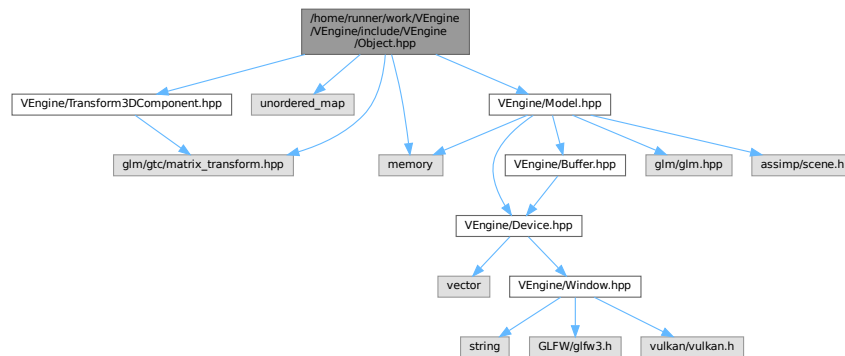 /home/runner/work/VEngine
/VEngine/include/VEngine
/Object.hpp
VEngine/Transform3DComponent.hpp
unordered_map
VEngine/Model.hpp
glm/gtc/matrix_transform.hpp
memory
VEngine/Buffer.hpp
glm/glm.hpp
assimp/scene.h
VEngine/Device.hpp
vector
VEngine/Window.hpp
string
GLFW/glfw3.h
vulkan/vulkan.h